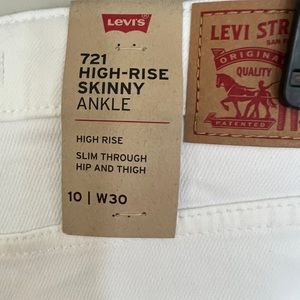 Levi's
721
HIGH-RISE
SKINNY
ANKLE
HIGH RISE
SLIM THROUGH
HIP AND THIGH
10 | W30
LEVI STR
SAN F
ORIGINAL
QUALITY
PATENTED